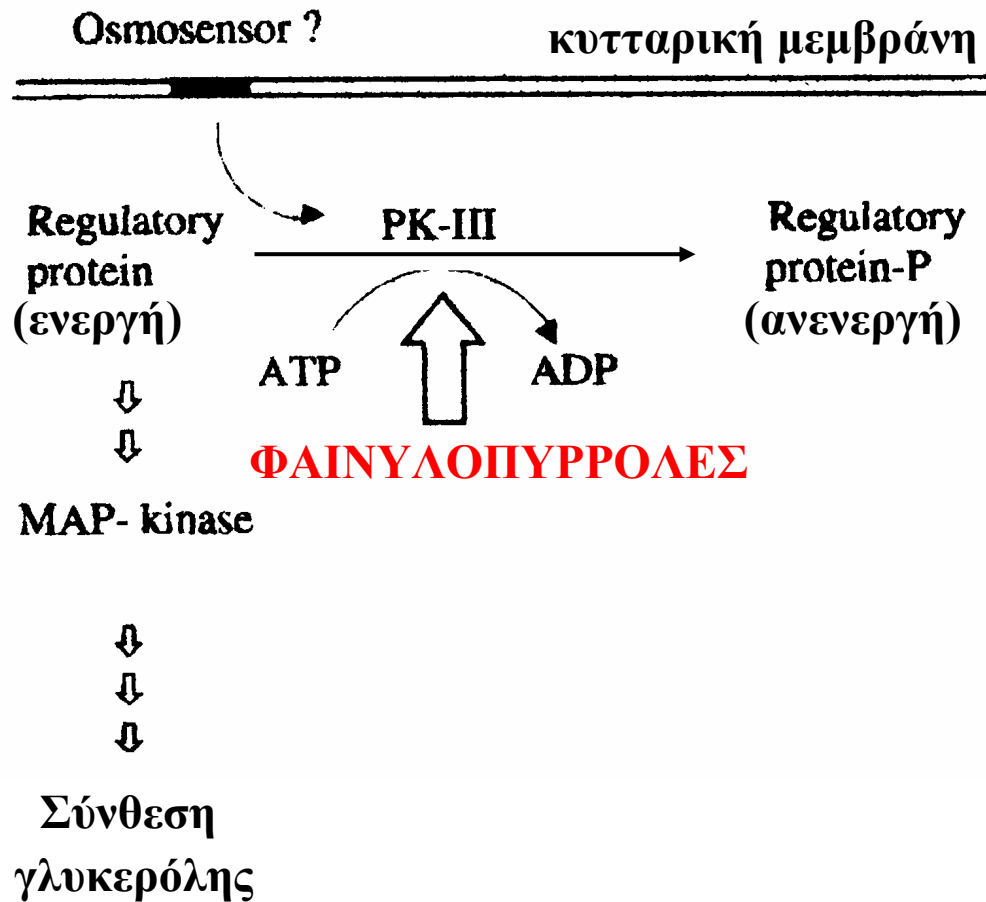 Osmosensor ?
κυτταρική μεμβράνη
Regulatory
protein
(ενεργή)
PK-III
Regulatory
protein-P
(ανενεργή)
ATP
ADP
ΦΑΙΝΥΛΟΠΥΡΡΟΛΕΣ
MAP- kinase
Σύνθεση
γλυκερόλης